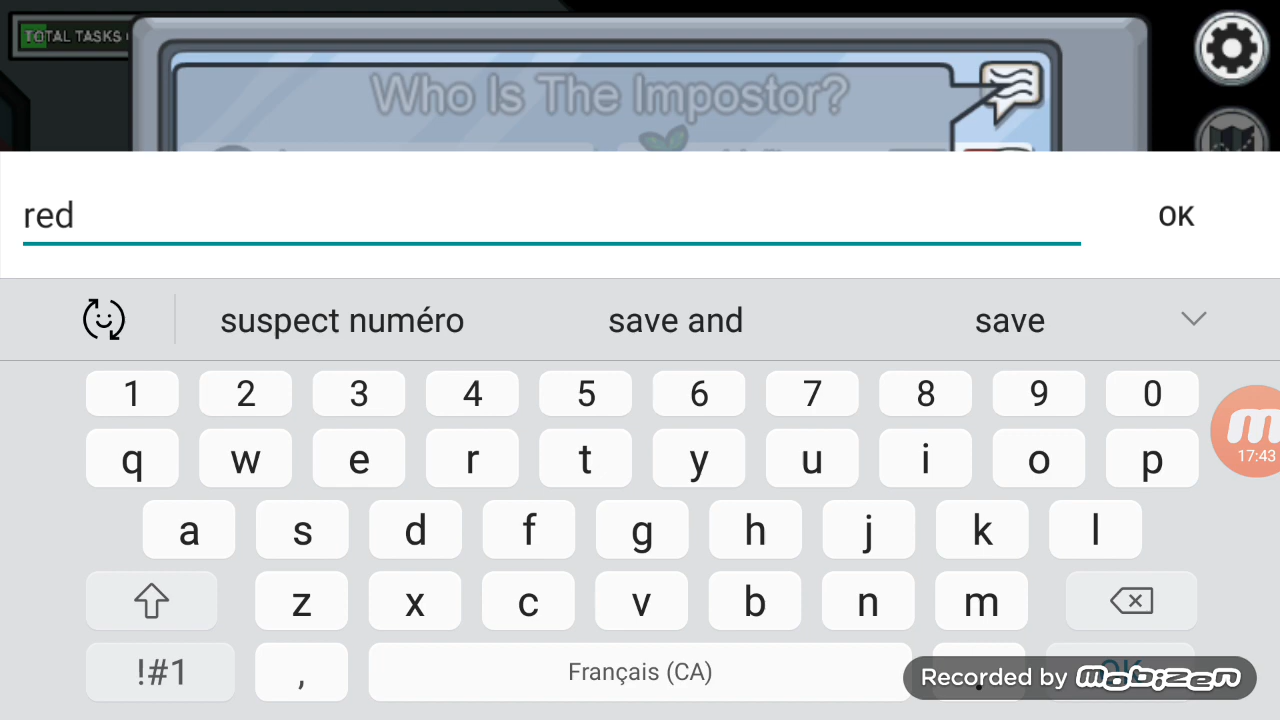 TOTAL TASKS
Who Is The Impostor?
red
OK
suspect numéro save and save
1 2 3 4 5 6 7 8 9 0
q w e r t y u i o p
17:43
a s d f g h j k l
z x c v b n m
!#1 , Français (CA) . OK
Recorded by mobizen